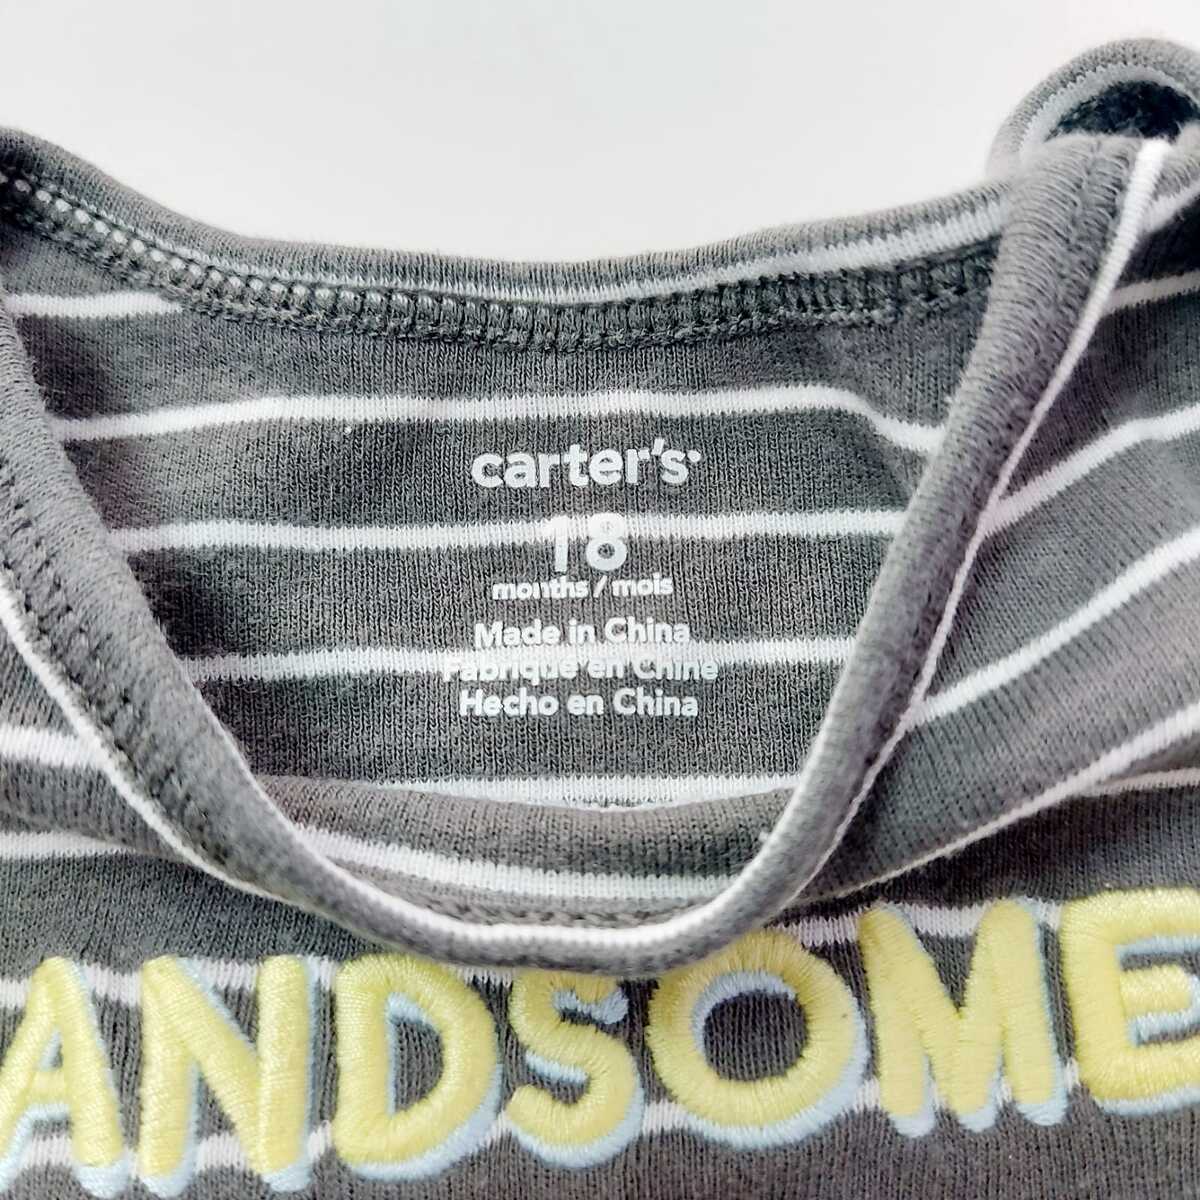 carter's
18
months / mois
Made in China
Fabriqué en Chine
Hecho en China
ANDSOME